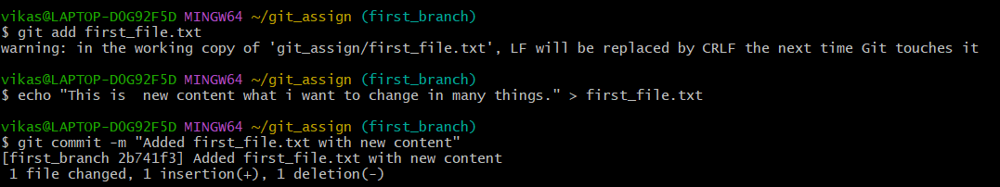 vikas@LAPTOP-DOG92F5D MINGW64 ~/git_assign (first_branch)
$ git add first_file.txt
warning: in the working copy of 'git_assign/first_file.txt', LF will be replaced by CRLF the next time Git touches it
vikas@LAPTOP-DOG92F5D MINGW64 ~/git_assign (first_branch)
$ echo "This is  new content what i want to change in many things." > first_file.txt
vikas@LAPTOP-DOG92F5D MINGW64 ~/git_assign (first_branch)
$ git commit -m "Added first_file.txt with new content"
[first_branch 2b741f3] Added first_file.txt with new content
 1 file changed, 1 insertion(+), 1 deletion(-)